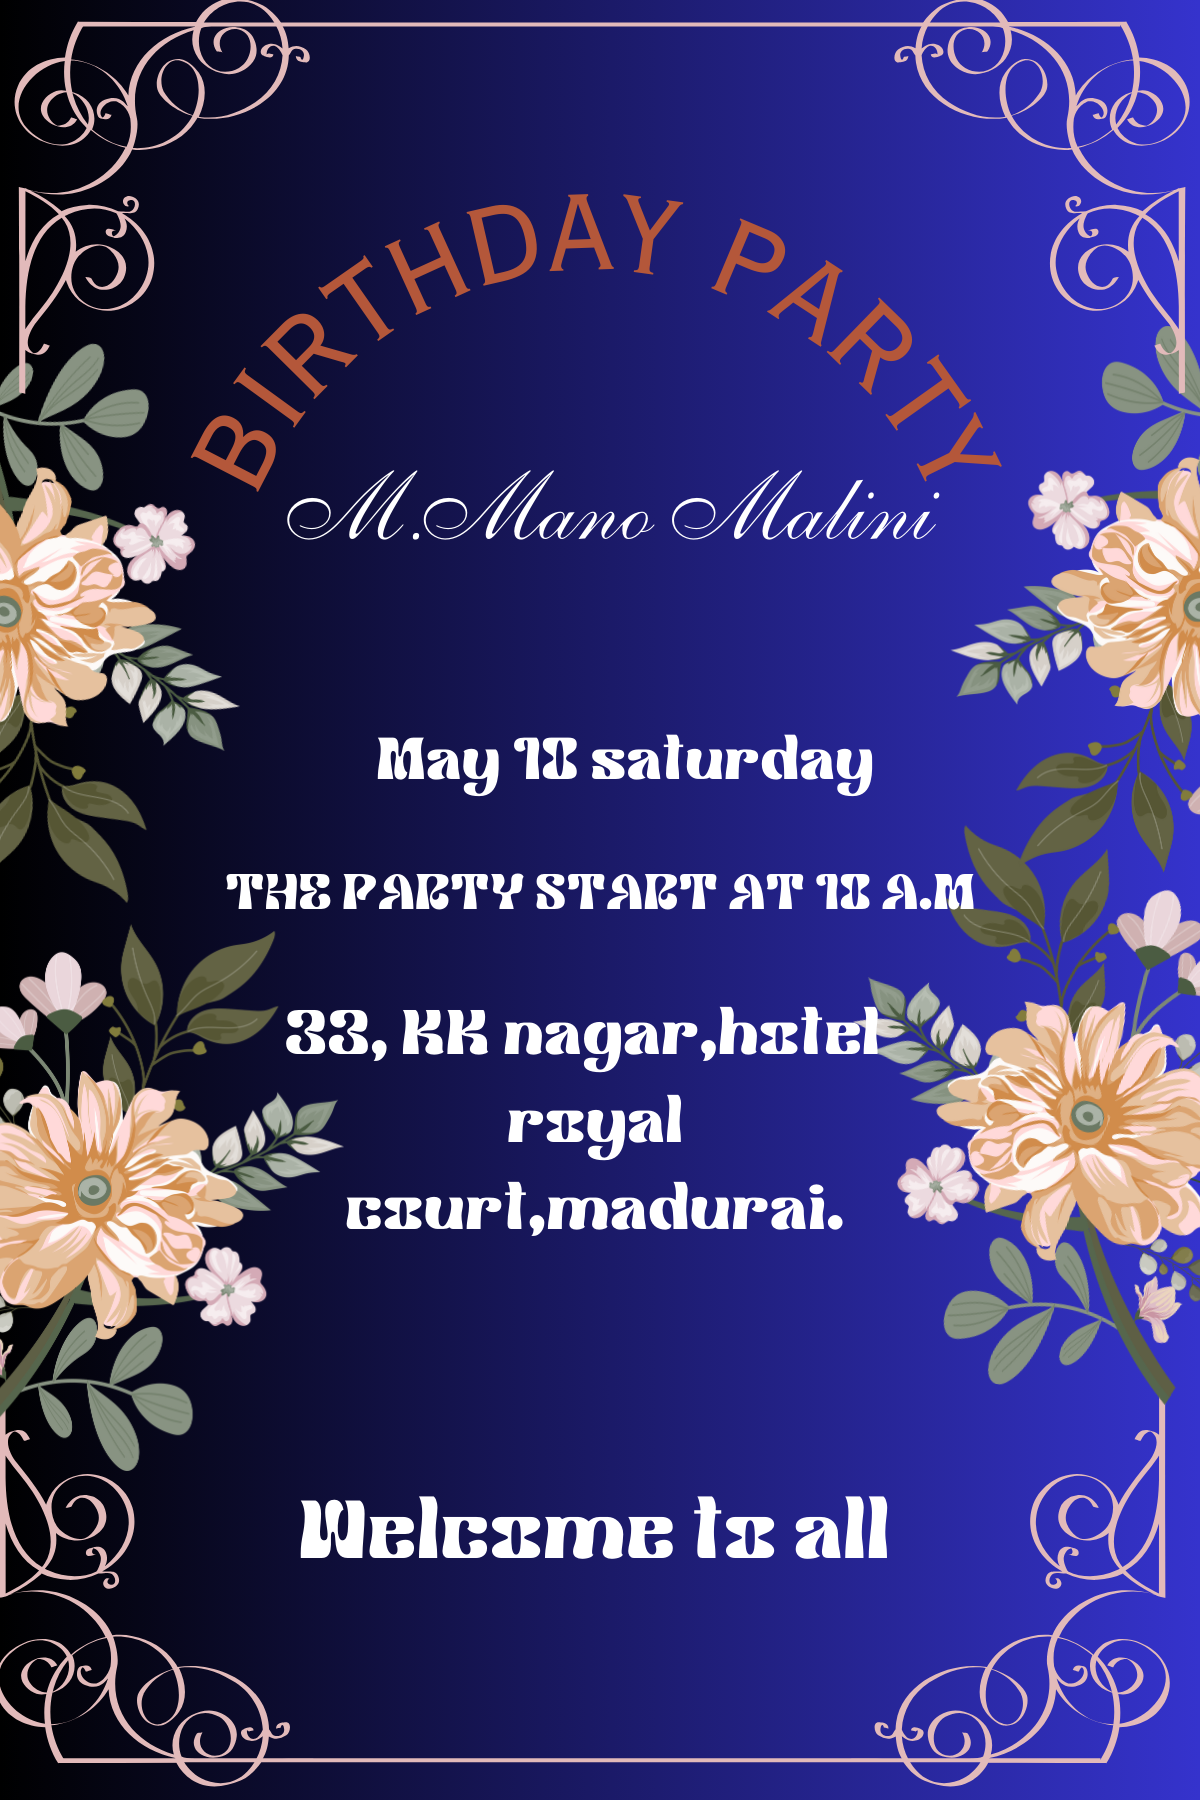 BIRTHDAY PARTY
M.Mano Malini
May 18 saturday
THE PARTY START AT 10 A.M
33, KK nagar,hotel
royal
court,madurai.
Welcome to all